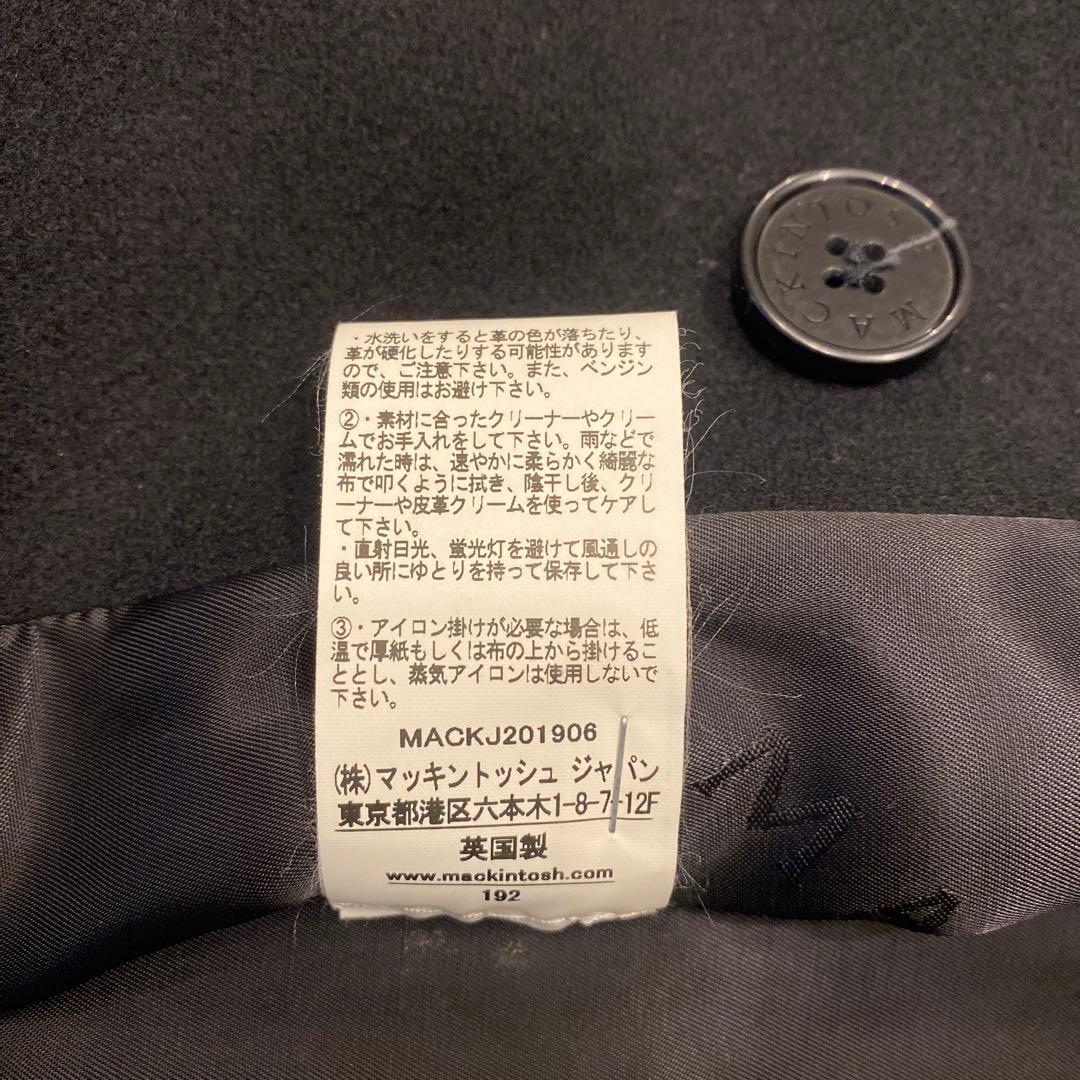 MACKINTOS
・水洗いをすると革の色が落ちたり、
革が硬化したりする可能性があります
ので、ご注意下さい。また、ベンジン
類の使用はお避け下さい。
②・素材に合ったクリーナーやクリー
ムでお手入れをして下さい。雨などで
濡れた時は、速やかに柔らかく綺麗な
布で叩くように拭き、陰干し後、クリ
ーナーや皮革クリームを使ってケアし
て下さい。
・直射日光、蛍光灯を避けて風通しの
良い所にゆとりを持って保存して下さ
い。
③・アイロン掛けが必要な場合は、低
温で厚紙もしくは布の上から掛けるこ
ととし、蒸気アイロンは使用しないで
下さい。
MACKJ201906
(株)マッキントッシュ ジャパン
東京都港区六本木1-8-7-12F
英国製
www.mackintosh.com
192